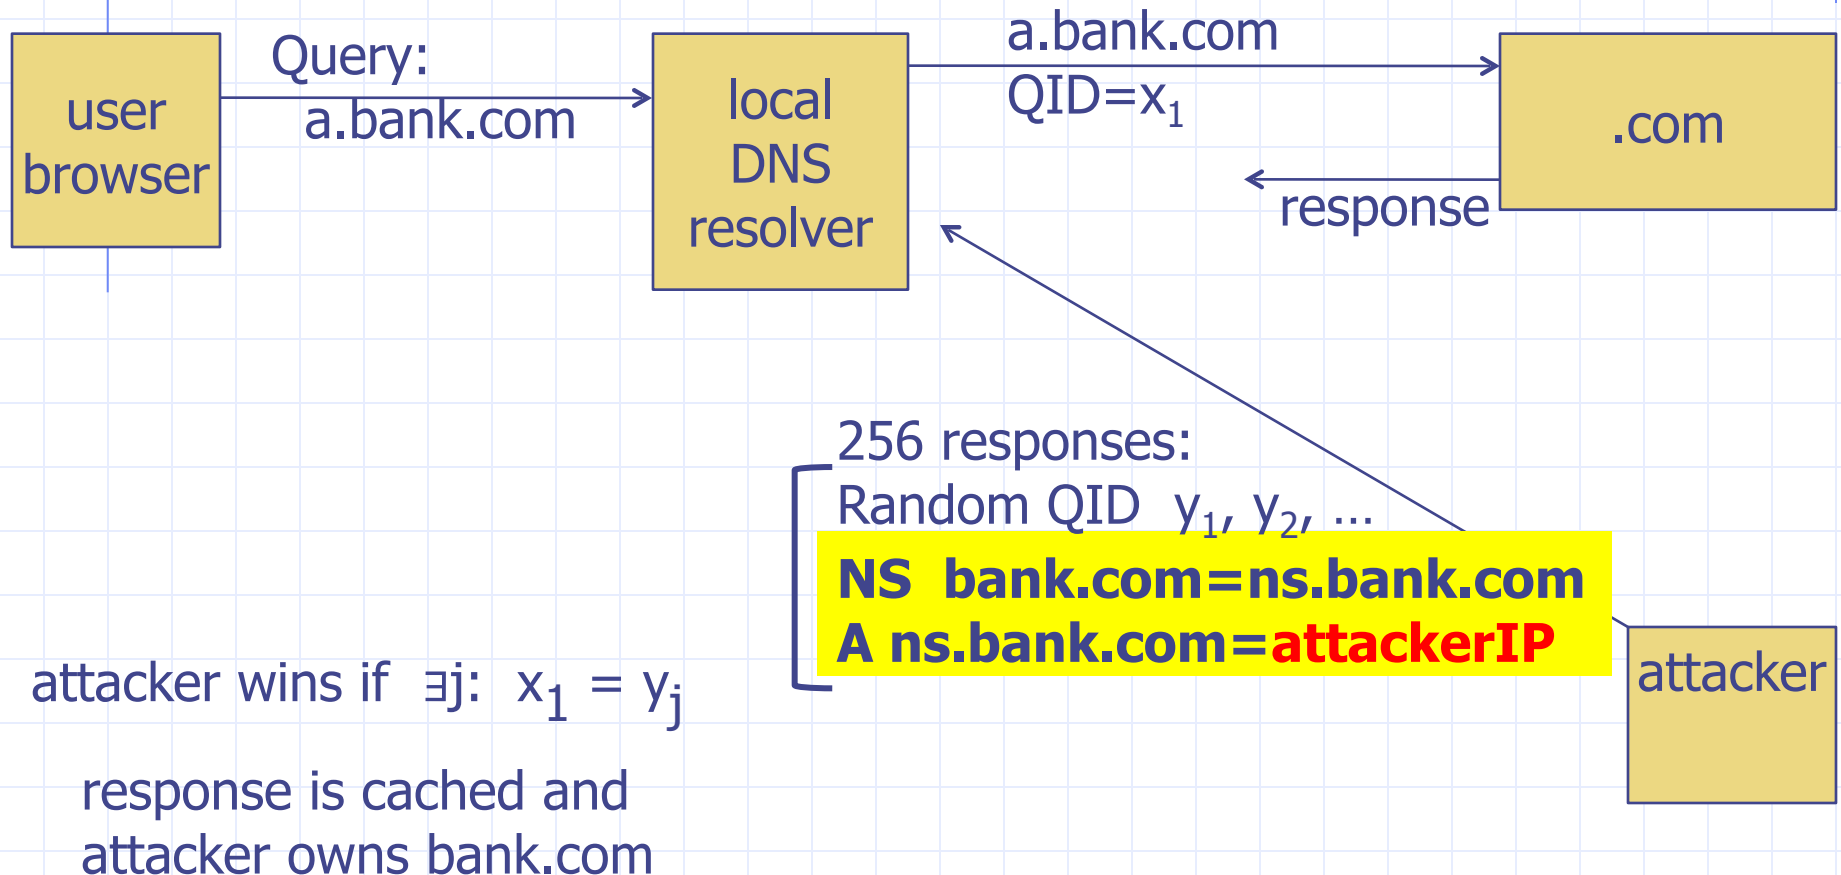 user
browser
Query:
a.bank.com
local
DNS
resolver
a.bank.com
QID=x₁
.com
response
256 responses:
Random QID y₁, y₂, …
NS bank.com=ns.bank.com
A ns.bank.com=attackerIP
attacker
attacker wins if ∃j: x₁ = yⱼ
response is cached and
attacker owns bank.com